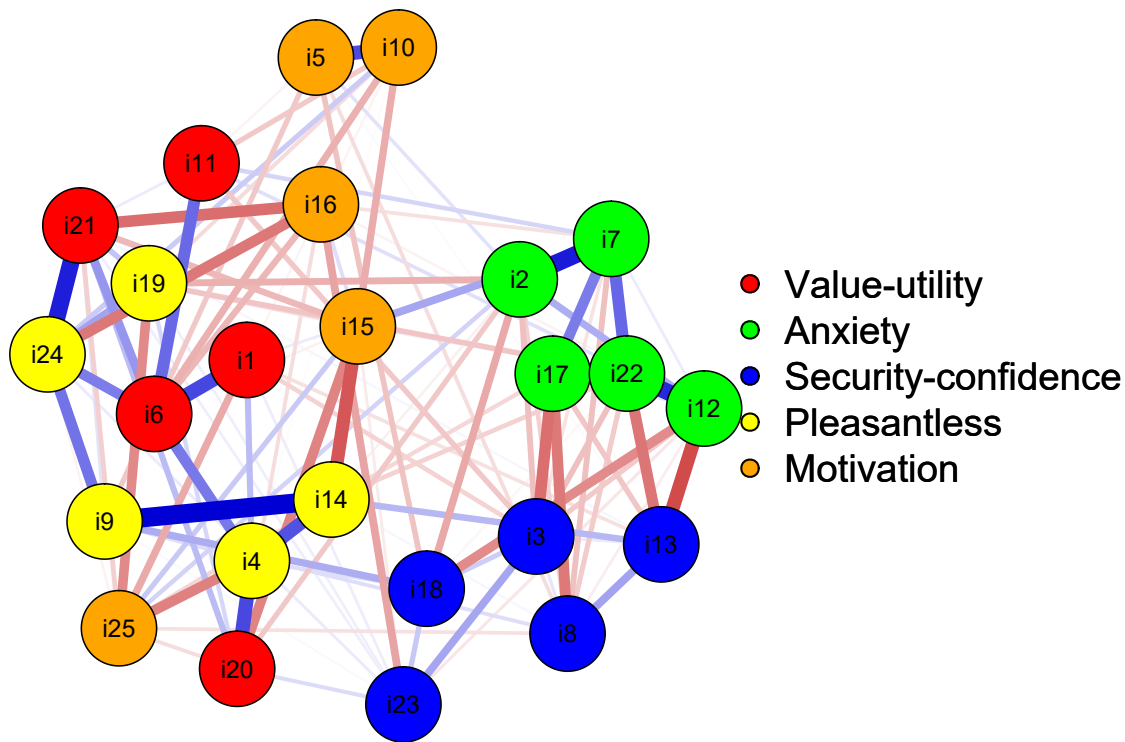 i5
i10
i11
i16
i21
i7
i19
i2
i15
i24
i1
i17
i22
i12
i6
i14
i9
i3
i13
i4
i18
i25
i8
i20
i23
Value-utility
Anxiety
Security-confidence
Pleasantless
Motivation